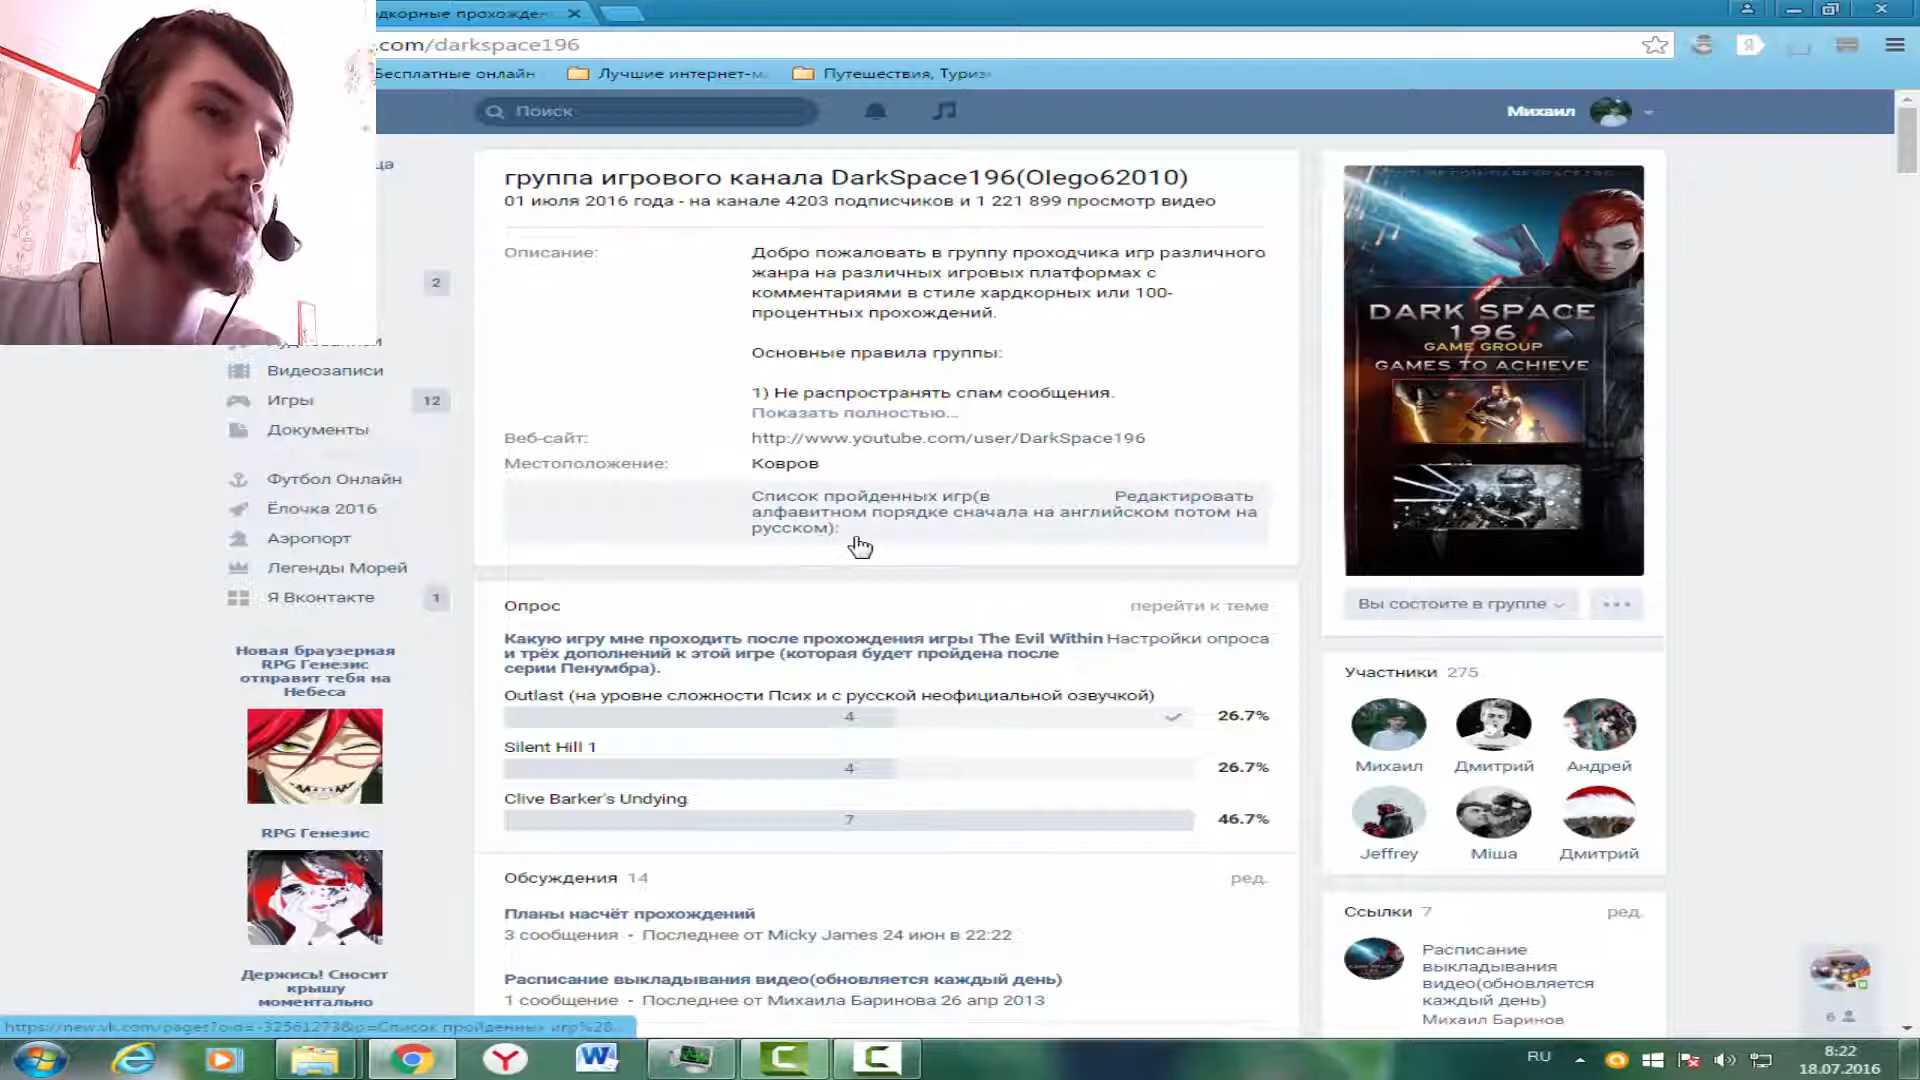 .com/darkspace196
Бесплатные онлайн
Лучшие интернет-м
Путешествия, Туриз
Поиск
Михаил
группа игрового канала DarkSpace196(Olego62010)
01 июля 2016 года - на канале 4203 подписчиков и 1 221 899 просмотр видео
Описание:
Добро пожаловать в группу проходчика игр различного
жанра на различных игровых платформах с
комментариями в стиле хардкорных или 100-
процентных прохождений.
Основные правила группы:
1) Не распространять спам сообщения.
Показать полностью...
Веб-сайт:
http://www.youtube.com/user/DarkSpace196
Местоположение:
Ковров
Список пройденных игр(в
алфавитном порядке сначала на английском потом на
русском):
Редактировать
2
Видеозаписи
Игры
12
Документы
Футбол Онлайн
Ёлочка 2016
Аэропорт
Легенды Морей
Я Вконтакте
1
Новая браузерная
RPG Генезис
отправит тебя на
Небеса
RPG Генезис
Держись! Сносит
крышу
моментально
Опрос
перейти к теме
Какую игру мне проходить после прохождения игры The Evil Within
и трёх дополнений к этой игре (которая будет пройдена после
серии Пенумбра).
Настройки опроса
Outlast (на уровне сложности Псих и с русской неофициальной озвучкой)
4
26.7%
Silent Hill 1
4
26.7%
Clive Barker's Undying
7
46.7%
Обсуждения 14
ред.
Планы насчёт прохождений
3 сообщения - Последнее от Micky James 24 июн в 22:22
Расписание выкладывания видео(обновляется каждый день)
1 сообщение - Последнее от Михаила Баринова 26 апр 2013
DARK SPACE
196
GAME GROUP
GAMES TO ACHIEVE
Вы состоите в группе
Участники 275
Михаил
Дмитрий
Андрей
Jeffrey
Міша
Дмитрий
Ссылки 7
ред.
Расписание
выкладывания
видео(обновляется
каждый день)
Михаил Баринов
6
RU
8:22
18.07.2016